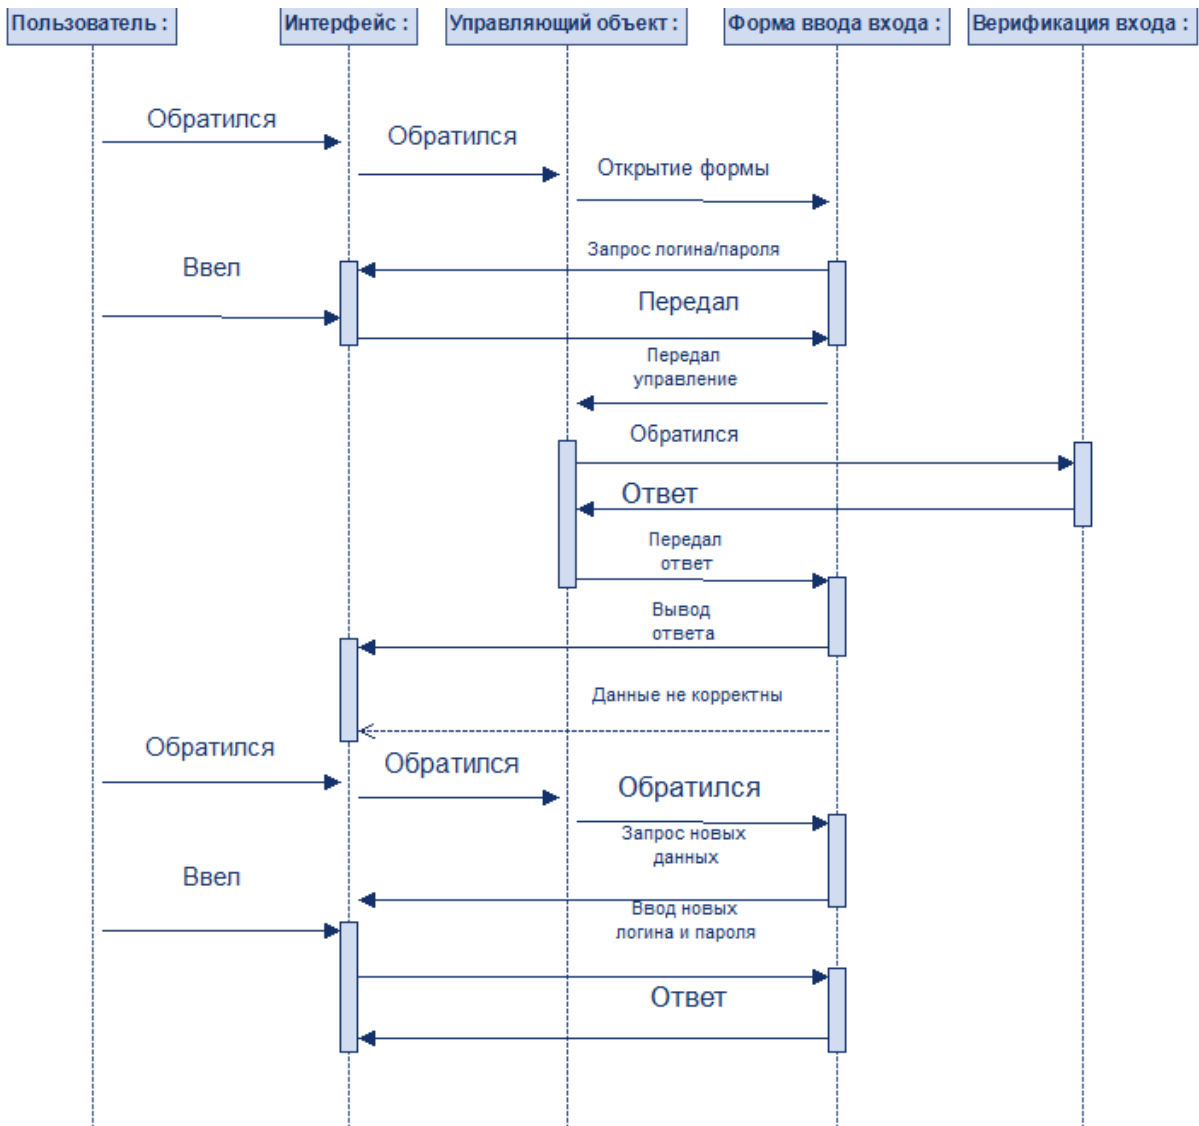 Пользователь :
Интерфейс :
Управляющий объект :
Форма ввода входа :
Верификация входа :
Обратился
Обратился
Открытие формы
Запрос логина/пароля
Ввел
Передал
Передал
управление
Обратился
Ответ
Передал
ответ
Вывод
ответа
Данные не корректны
Обратился
Обратился
Обратился
Запрос новых
данных
Ввел
Ввод новых
логина и пароля
Ответ